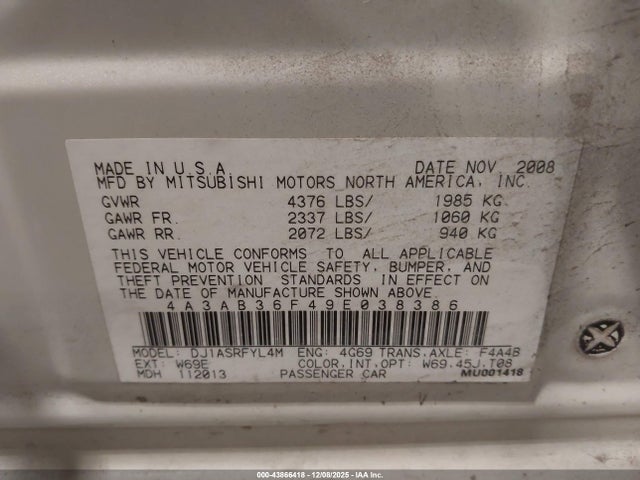 MADE IN U.S.A. DATE NOV 2008
MFD BY MITSUBISHI MOTORS NORTH AMERICA, INC.
GVWR 4376 LBS/ 1985 KG
GAWR FR. 2337 LBS/ 1060 KG
GAWR RR. 2072 LBS/ 940 KG
THIS VEHICLE CONFORMS TO ALL APPLICABLE
FEDERAL MOTOR VEHICLE SAFETY, BUMPER, AND
THEFT PREVENTION STANDARDS IN EFFECT ON
THE DATE OF MANUFACTURE SHOWN ABOVE.
4A3AB36F49E038386
MODEL: DJ1ASRFYL4M ENG: 4G69 TRANS.AXLE: F4A4B
EXT: W69E COLOR.INT.OPT: W69.45J.T08
MDH 112013 PASSENGER CAR MU001418
000-43866418 - 12/08/2025 - IAA Inc.